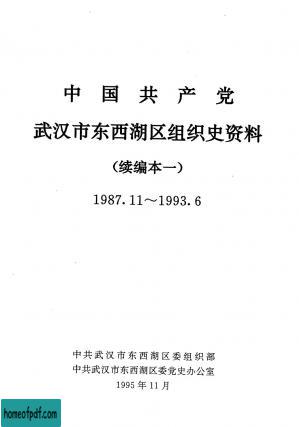 中国共产党
武汉市东西湖区组织史资料
(续编本一)
1987.11～1993.6
中共武汉市东西湖区委组织部
中共武汉市东西湖区委党史办公室
1995年11月
homeofpdf.com